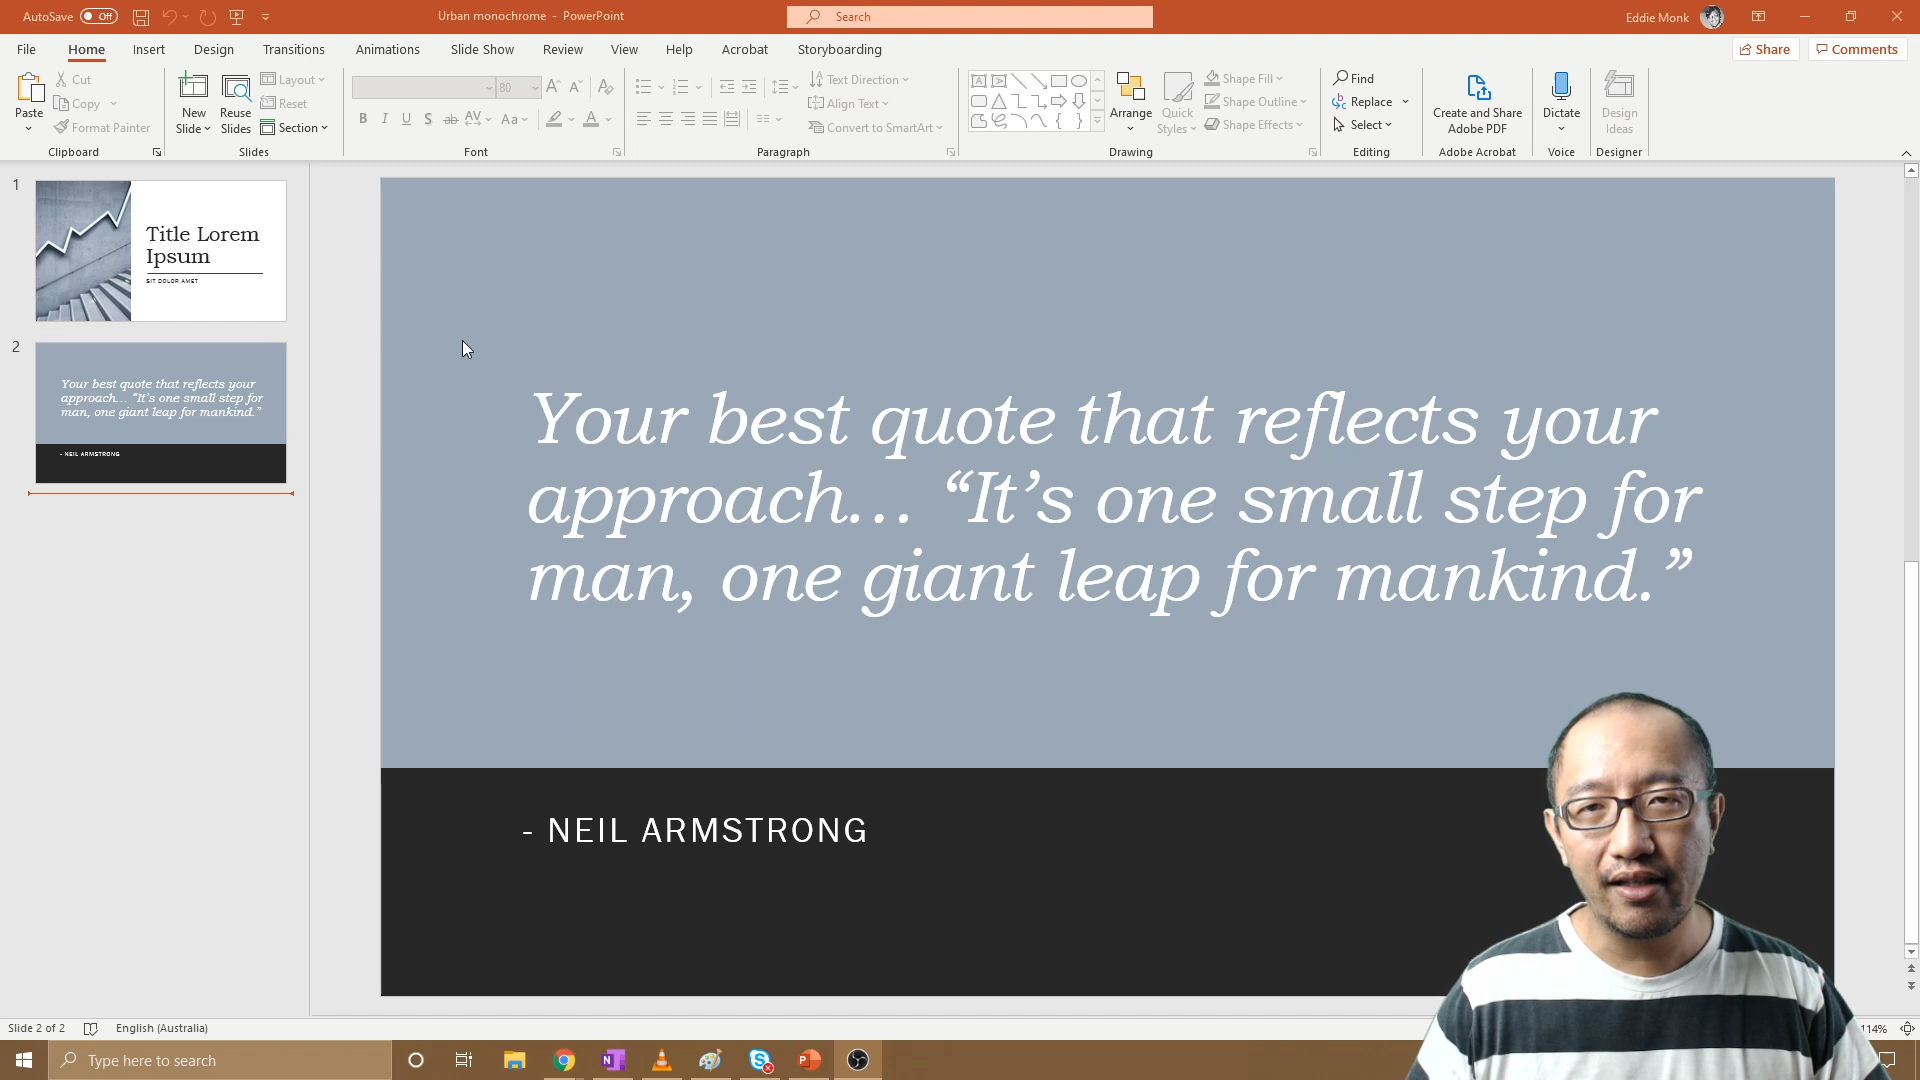 AutoSave Off
Urban monochrome - PowerPoint
Search
Eddie Monk
File Home Insert Design Transitions Animations Slide Show Review View Help Acrobat Storyboarding
Share Comments
Paste
Cut
Copy
Format Painter
Clipboard
New Slide
Reuse Slides
Layout
Reset
Section
Slides
80
B I U S ab AV Aa A
Font
Text Direction
Align Text
Convert to SmartArt
Paragraph
Arrange
Quick Styles
Shape Fill
Shape Outline
Shape Effects
Drawing
Find
Replace
Select
Editing
Create and Share Adobe PDF
Adobe Acrobat
Dictate
Voice
Design Ideas
Designer
1
Title Lorem
Ipsum
SIT DOLOR AMET
2
Your best quote that reflects your
approach... “It’s one small step for
man, one giant leap for mankind.”
- NEIL ARMSTRONG
Your best quote that reflects your
approach... “It’s one small step for
man, one giant leap for mankind.”
- NEIL ARMSTRONG
Slide 2 of 2
English (Australia)
114%
Type here to search